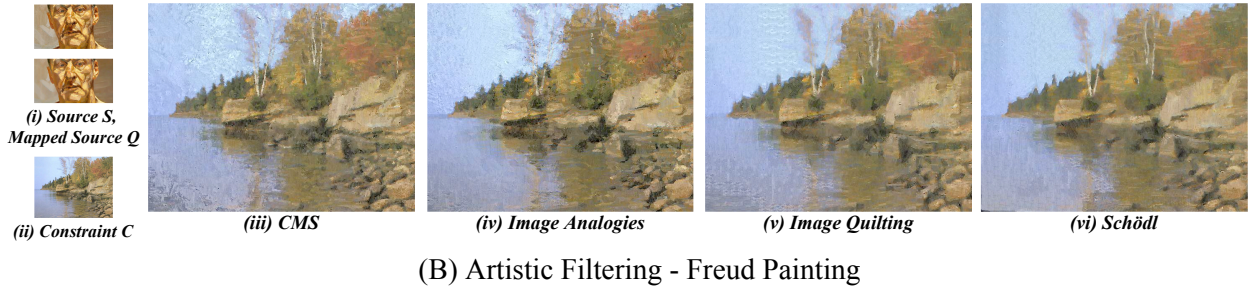 (i) Source S,
Mapped Source Q
(ii) Constraint C
(iii) CMS
(iv) Image Analogies
(v) Image Quilting
(vi) Schödl
(B) Artistic Filtering - Freud Painting